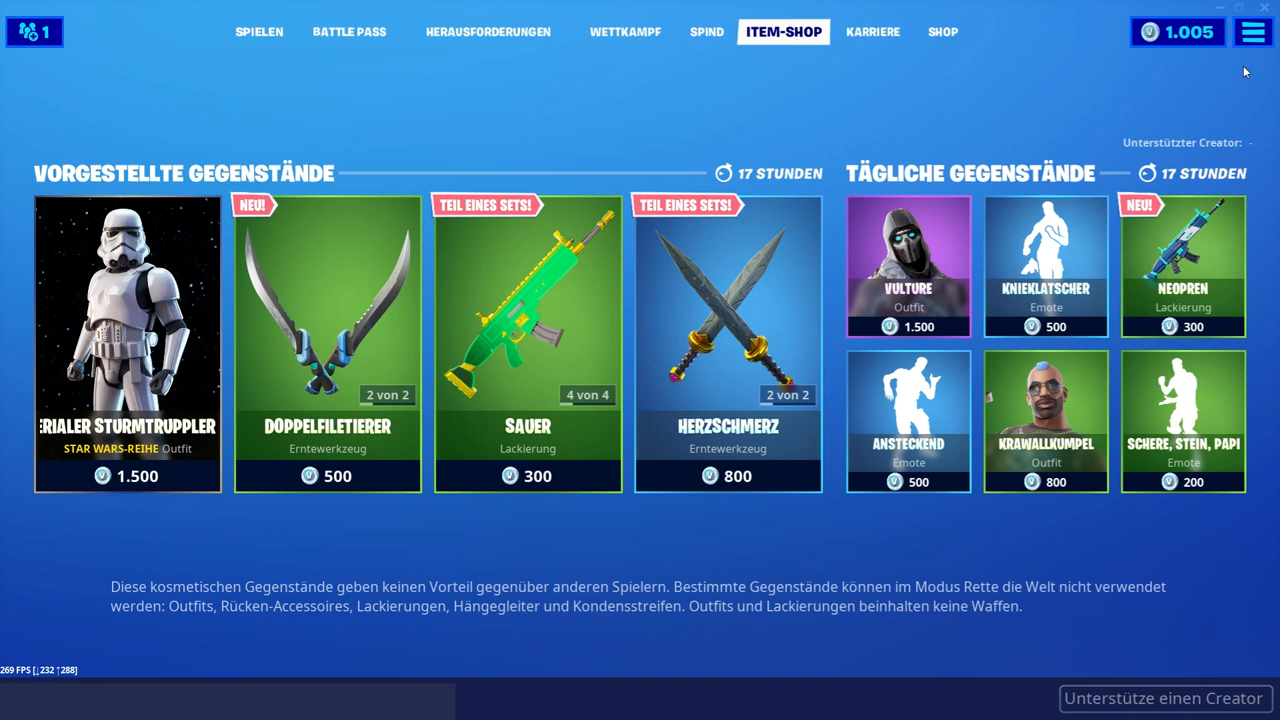 1
SPIELEN
BATTLE PASS
HERAUSFORDERUNGEN
WETTKAMPF
SPIND
ITEM-SHOP
KARRIERE
SHOP
1.005
Unterstützter Creator: -
VORGESTELLTE GEGENSTÄNDE
17 STUNDEN
ERIALER STURMTRUPPLER
STAR WARS-REIHE Outfit
1.500
NEU!
2 von 2
DOPPELFILETIERER
Erntewerkzeug
500
TEIL EINES SETS!
4 von 4
SAUER
Lackierung
300
TEIL EINES SETS!
2 von 2
HERZSCHMERZ
Erntewerkzeug
800
TÄGLICHE GEGENSTÄNDE
17 STUNDEN
VULTURE
Outfit
1.500
KNIEKLATSCHER
Emote
500
NEU!
NEOPREN
Lackierung
300
ANSTECKEND
Emote
500
KRAWALLKUMPEL
Outfit
800
SCHERE, STEIN, PAPI
Emote
200
Diese kosmetischen Gegenstände geben keinen Vorteil gegenüber anderen Spielern. Bestimmte Gegenstände können im Modus Rette die Welt nicht verwendet
werden: Outfits, Rücken-Accessoires, Lackierungen, Hängegleiter und Kondensstreifen. Outfits und Lackierungen beinhalten keine Waffen.
269 FPS [↓232 ↑288]
Unterstütze einen Creator